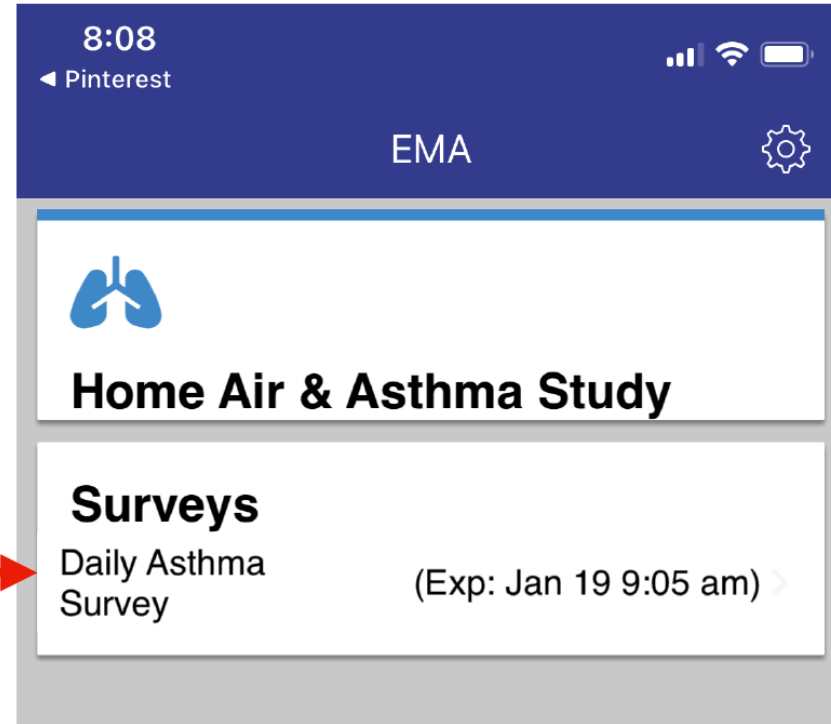 8:08
◀ Pinterest
EMA
Home Air & Asthma Study
Surveys
Daily Asthma
Survey
(Exp: Jan 19 9:05 am)